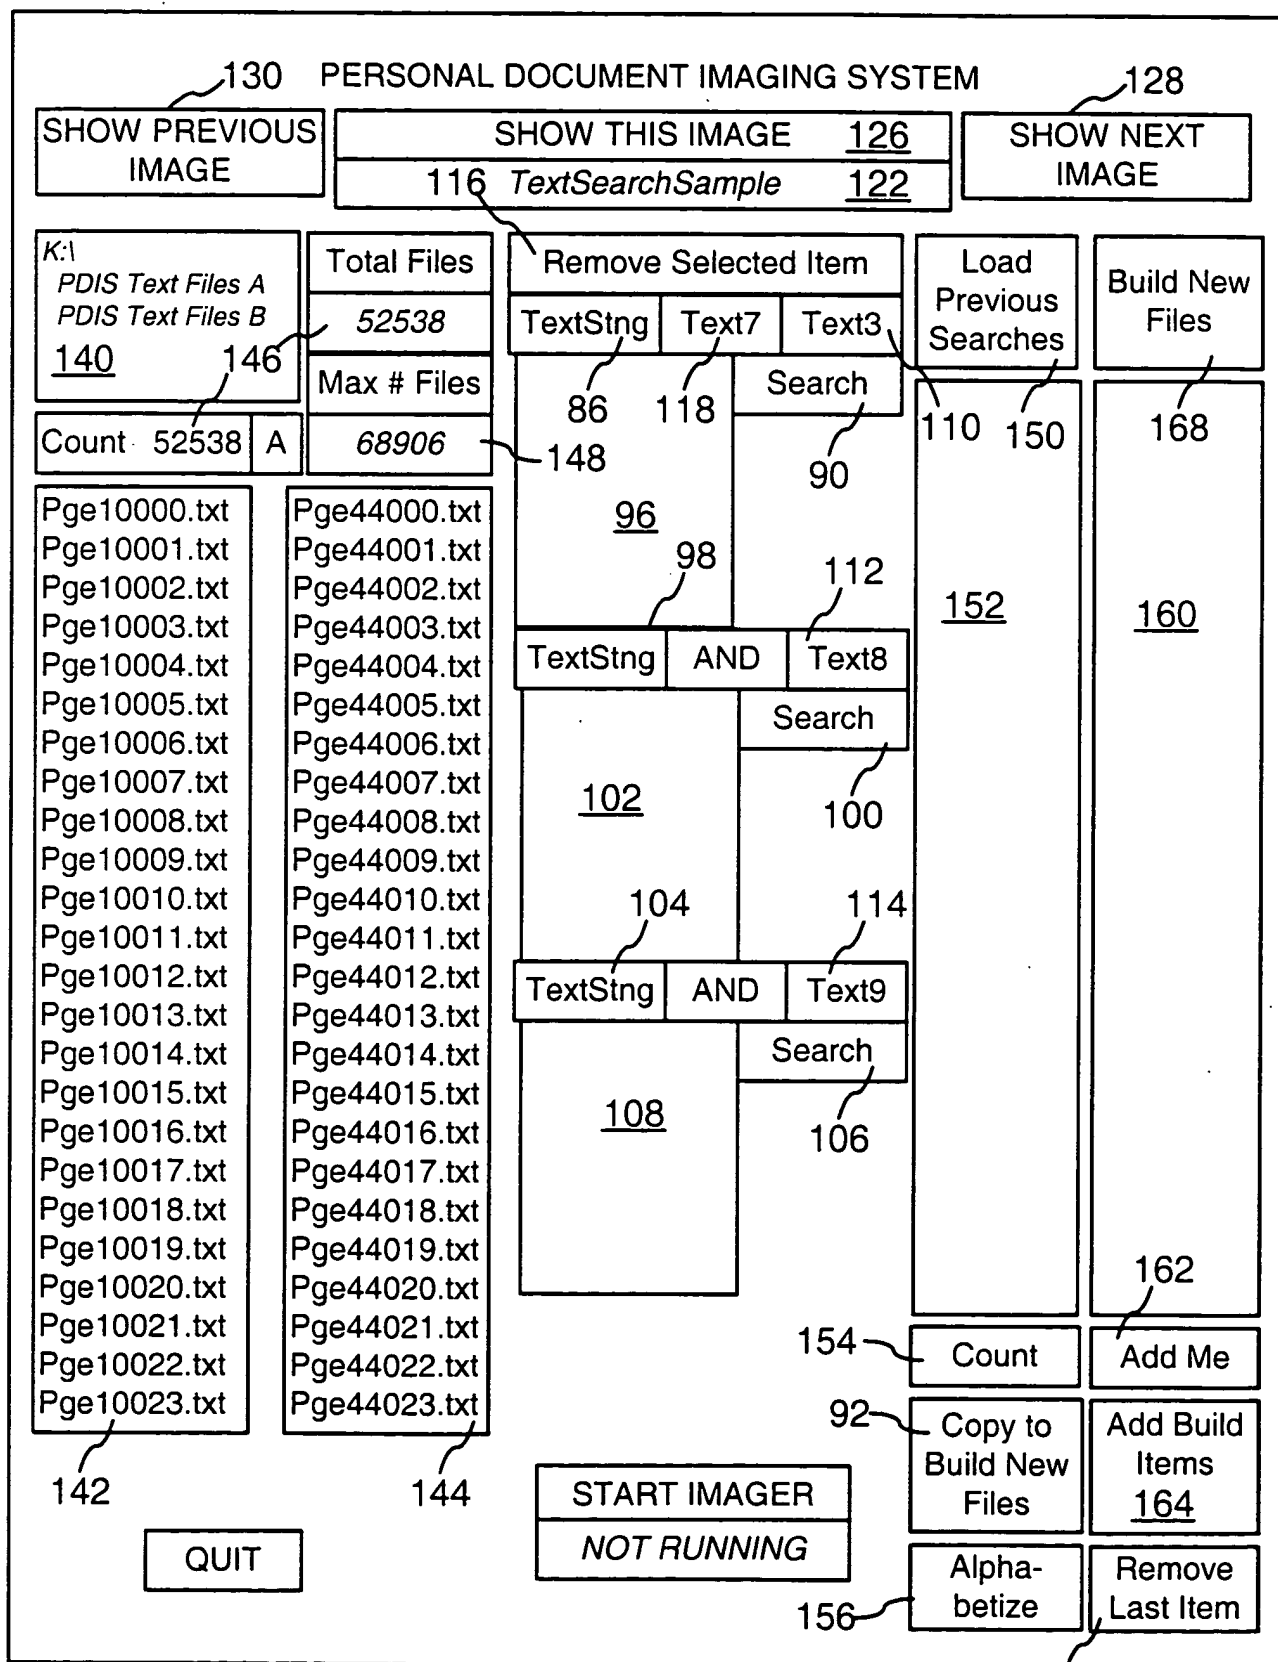 130 PERSONAL DOCUMENT IMAGING SYSTEM 128
SHOW PREVIOUS
IMAGE
SHOW THIS IMAGE 126
116 TextSearchSample 122
SHOW NEXT
IMAGE
K:\
PDIS Text Files A
PDIS Text Files B
140 146
Total Files
52538
Max # Files
68906
148
Count 52538 A
Remove Selected Item
TextStng Text7 Text3
86 118
Search
90
110 150
Load
Previous
Searches
Build New
Files
168
Pge10000.txt
Pge10001.txt
Pge10002.txt
Pge10003.txt
Pge10004.txt
Pge10005.txt
Pge10006.txt
Pge10007.txt
Pge10008.txt
Pge10009.txt
Pge10010.txt
Pge10011.txt
Pge10012.txt
Pge10013.txt
Pge10014.txt
Pge10015.txt
Pge10016.txt
Pge10017.txt
Pge10018.txt
Pge10019.txt
Pge10020.txt
Pge10021.txt
Pge10022.txt
Pge10023.txt
142
Pge44000.txt
Pge44001.txt
Pge44002.txt
Pge44003.txt
Pge44004.txt
Pge44005.txt
Pge44006.txt
Pge44007.txt
Pge44008.txt
Pge44009.txt
Pge44010.txt
Pge44011.txt
Pge44012.txt
Pge44013.txt
Pge44014.txt
Pge44015.txt
Pge44016.txt
Pge44017.txt
Pge44018.txt
Pge44019.txt
Pge44020.txt
Pge44021.txt
Pge44022.txt
Pge44023.txt
144
96
98
112
TextStng AND Text8
Search
102
100
104
114
TextStng AND Text9
Search
108
106
152
160
162
154
Count
Add Me
92
Copy to
Build New
Files
Add Build
Items
164
START IMAGER
NOT RUNNING
QUIT
Alpha-
betize
156
Remove
Last Item